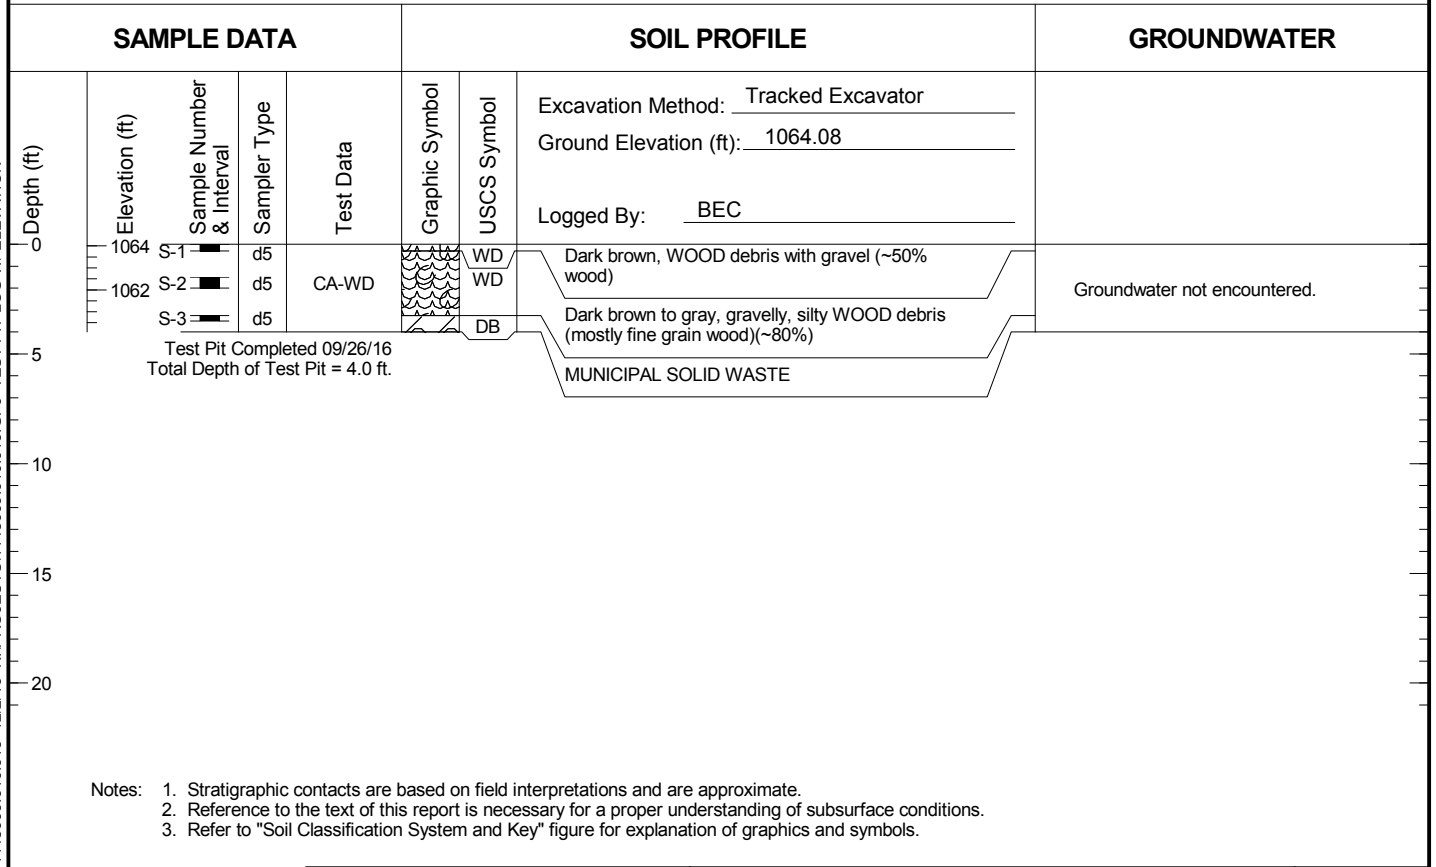 SAMPLE DATA
SOIL PROFILE
GROUNDWATER
Depth (ft)
Elevation (ft)
Sample Number
& Interval
Sampler Type
Test Data
Graphic Symbol
USCS Symbol
Excavation Method: Tracked Excavator
Ground Elevation (ft): 1064.08
Logged By: BEC
0
1064
S-1
d5
WD
Dark brown, WOOD debris with gravel (~50%
wood)
1062
S-2
d5
CA-WD
WD
Groundwater not encountered.
S-3
d5
DB
Dark brown to gray, gravelly, silty WOOD debris
(mostly fine grain wood)(~80%)
5
Test Pit Completed 09/26/16
Total Depth of Test Pit = 4.0 ft.
MUNICIPAL SOLID WASTE
10
15
20
Notes: 1. Stratigraphic contacts are based on field interpretations and are approximate.
2. Reference to the text of this report is necessary for a proper understanding of subsurface conditions.
3. Refer to "Soil Classification System and Key" figure for explanation of graphics and symbols.